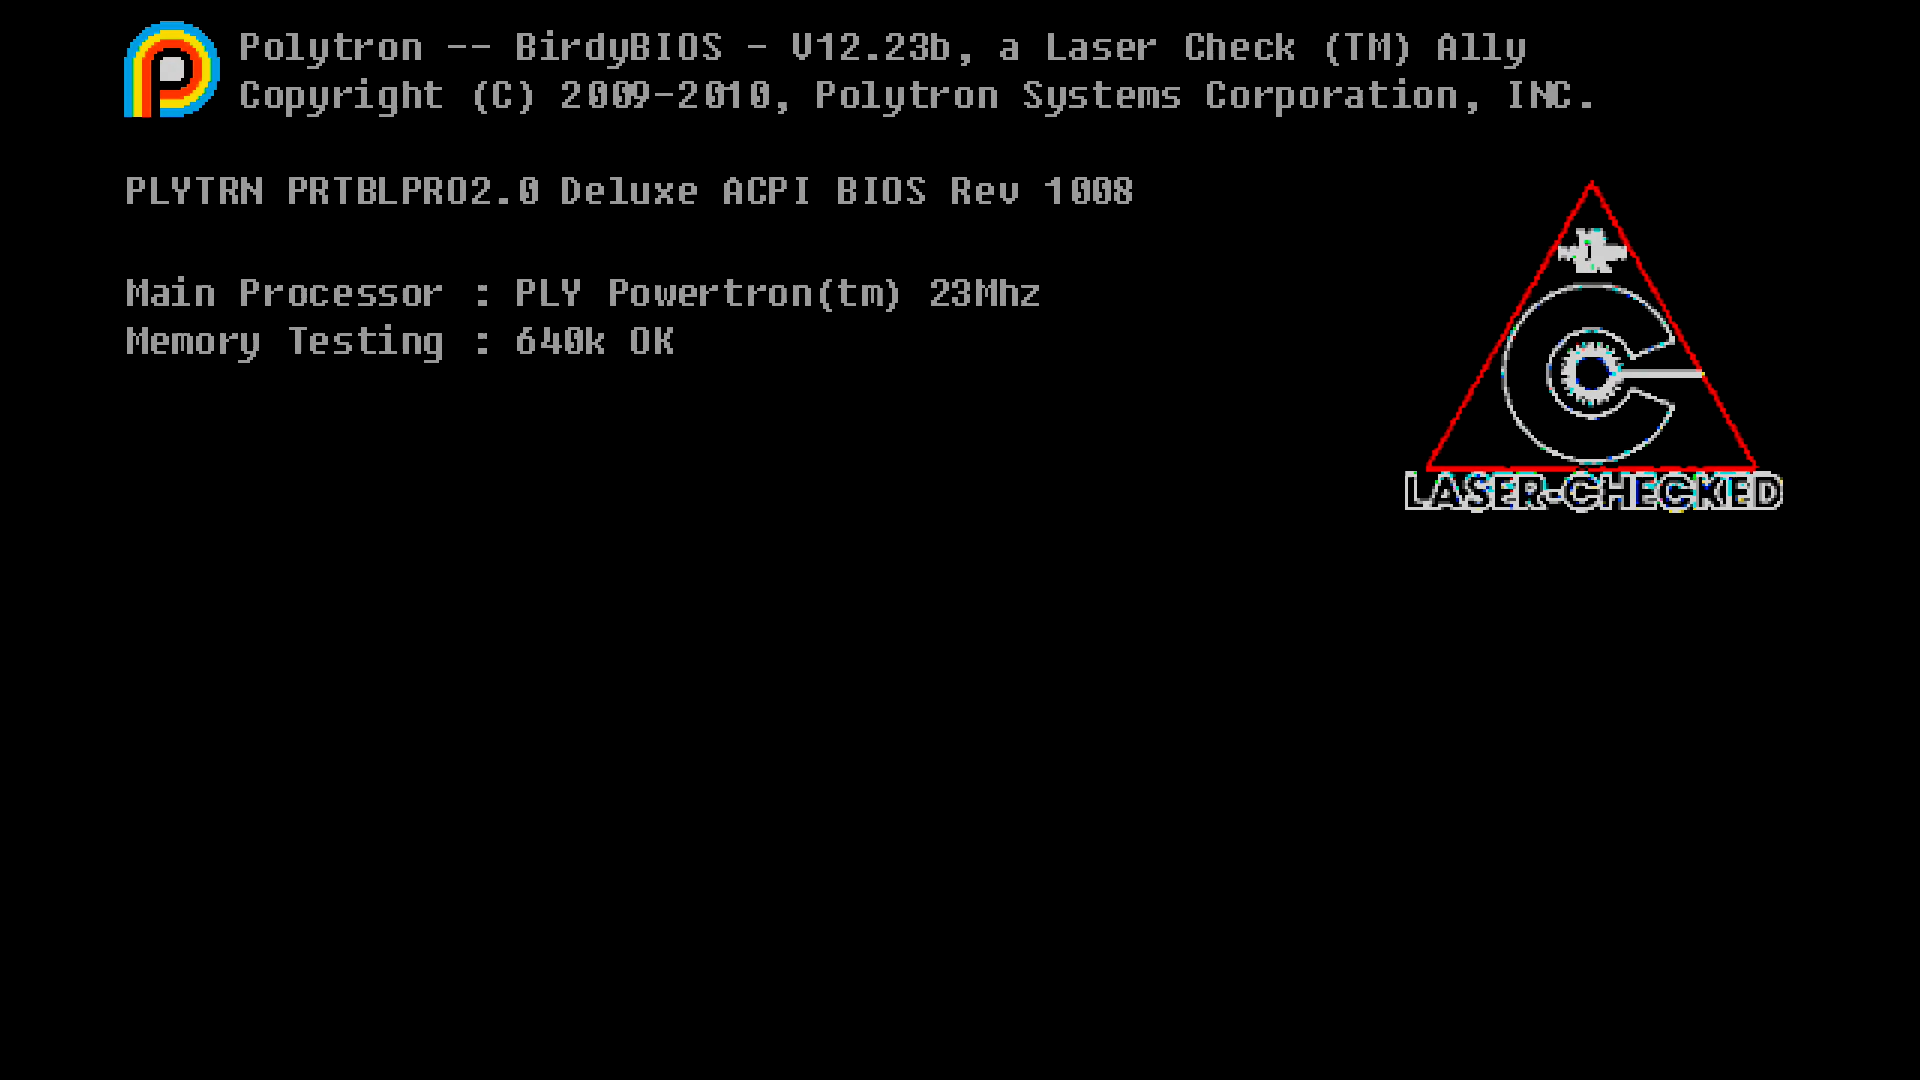 Polytron -- BirdyBIOS - V12.23b, a Laser Check (TM) Ally
Copyright (C) 2009-2010, Polytron Systems Corporation, INC.
PLYTRN PRTBLPRO2.0 Deluxe ACPI BIOS Rev 1008
Main Processor : PLY Powertron(tm) 23Mhz
Memory Testing : 640k OK
LASER-CHECKED